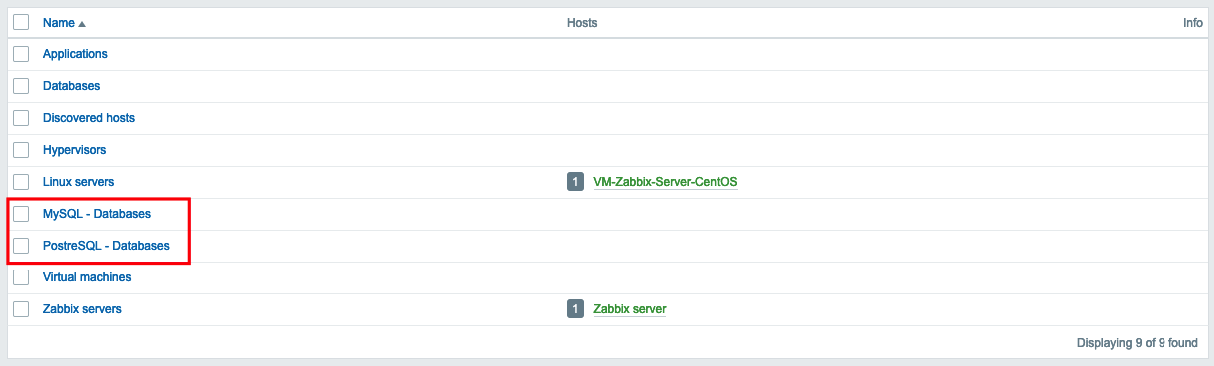 Name Hosts Info
Applications
Databases
Discovered hosts
Hypervisors
Linux servers 1 VM-Zabbix-Server-CentOS
MySQL - Databases
PostreSQL - Databases
Virtual machines
Zabbix servers 1 Zabbix server
Displaying 9 of 9 found